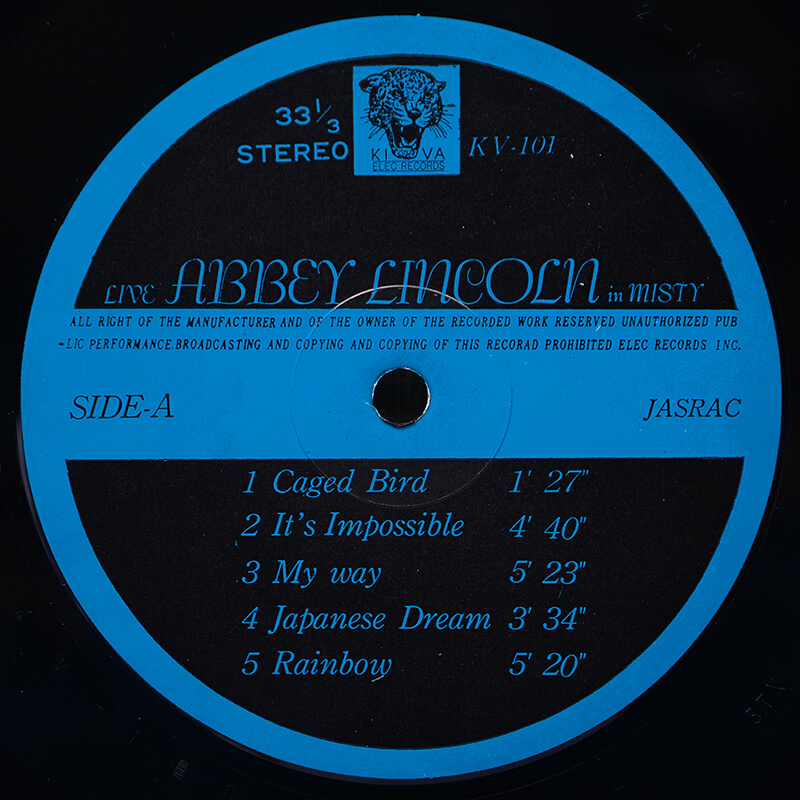 33 1/3
STEREO
KIVA
ELEC RECORDS
KV-101
LIVE ABBEY LINCOLN in MISTY
ALL RIGHT OF THE MANUFACTURER AND OF THE OWNER OF THE RECORDED WORK RESERVED UNAUTHORIZED PUB
-LIC PERFORMANCE.BROADCASTING AND COPYING AND COPYING OF THIS RECORAD PROHIBITED ELEC RECORDS INC.
SIDE-A
JASRAC
1 Caged Bird 1' 27"
2 It's Impossible 4' 40"
3 My way 5' 23"
4 Japanese Dream 3' 34"
5 Rainbow 5' 20"